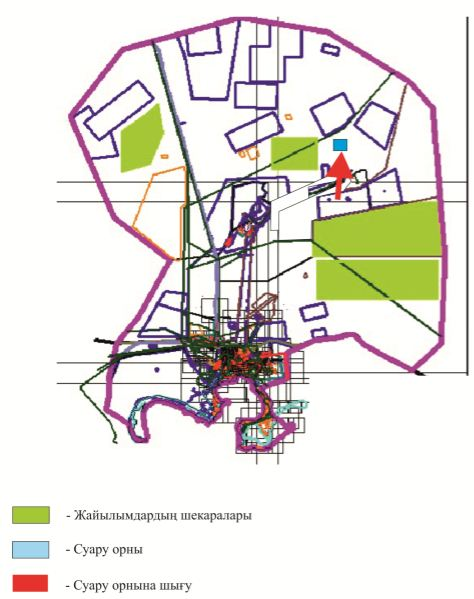 - Жайылымдардың шекаралары
- Суару орны
- Суару орнына шығу